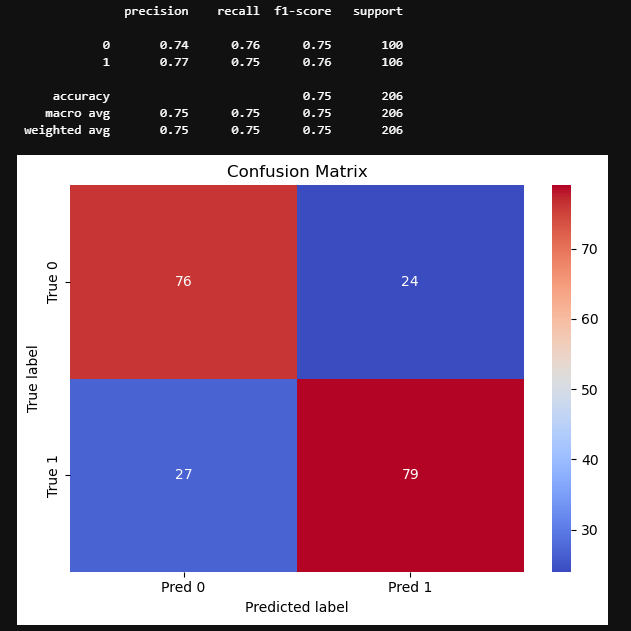 precision recall f1-score support
0 0.74 0.76 0.75 100
1 0.77 0.75 0.76 106
accuracy 0.75 206
macro avg 0.75 0.75 0.75 206
weighted avg 0.75 0.75 0.75 206
Confusion Matrix
True 0
76
24
70
60
True label
50
True 1
27
79
40
30
Pred 0
Pred 1
Predicted label